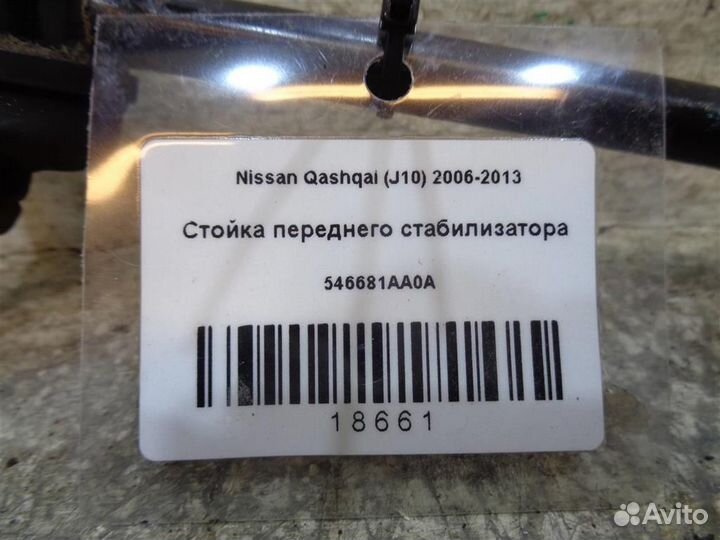 Nissan Qashqai (J10) 2006-2013
Стойка переднего стабилизатора
546681AA0A
18661
Avito